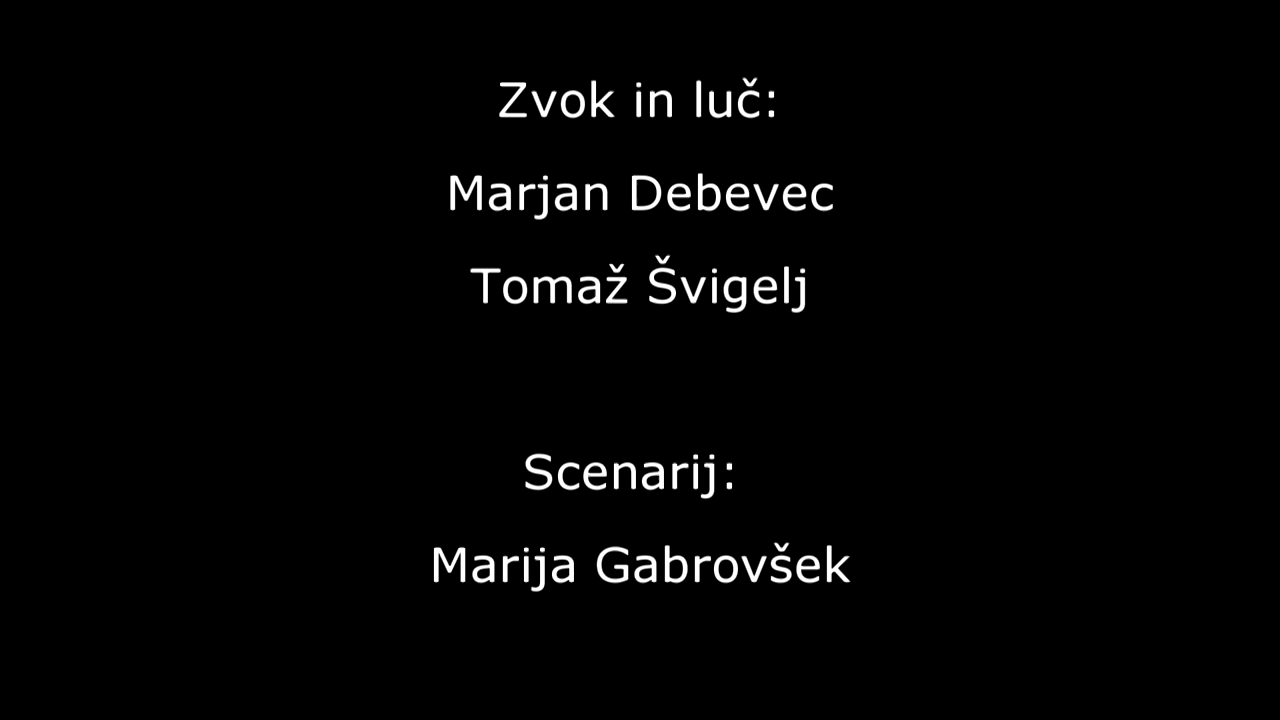 Zvok in luč:
Marjan Debevec
Tomaž Švigelj
Scenarij:
Marija Gabrovšek